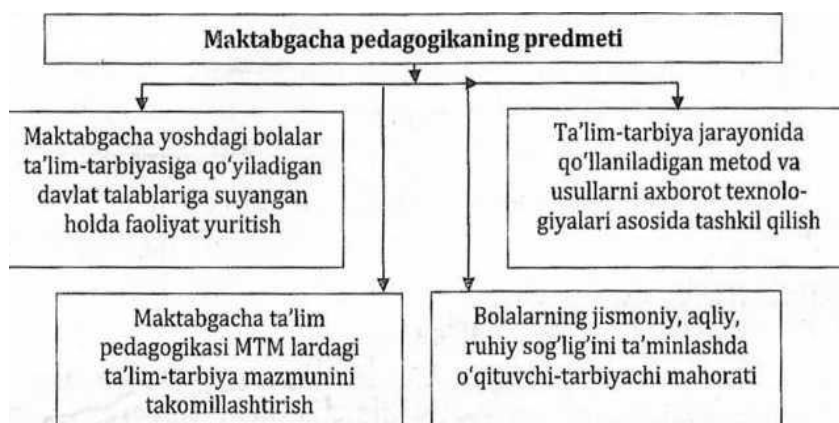 Maktabgacha pedagogikaning predmeti
Maktabgacha yoshdagi bolalar
ta'lim-tarbiyasiga qo'yiladigan
davlat talablariga suyangan
holda faoliyat yuritish
Ta'lim-tarbiya jarayonida
qo'llaniladigan metod va
usullarni axborot texnolo-
giyalari asosida tashkil qilish
Maktabgacha ta'lim
pedagogikasi MTM lardagi
ta'lim-tarbiya mazmunini
takomillashtirish
Bolalarning jismoniy, aqliy,
ruhiy sog'lig'ini ta'minlashda
o'qituvchi-tarbiyachi mahorati